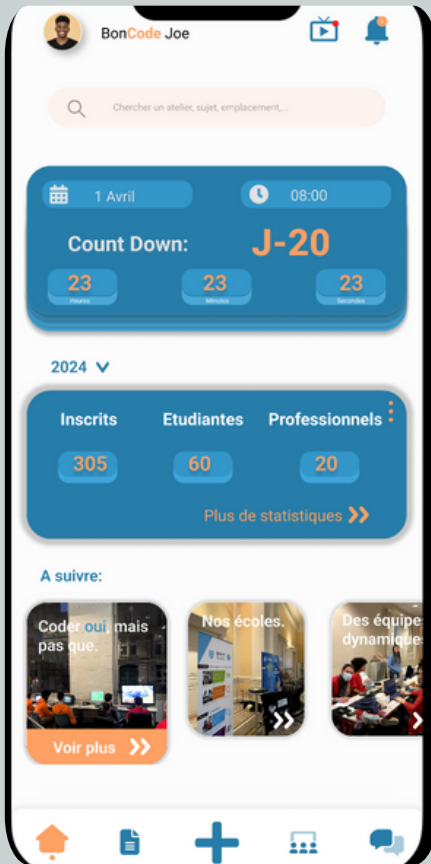 BonCode Joe
Chercher un atelier, sujet, emplacement,...
1 Avril
08:00
Count Down:
J-20
23
23
23
Heures
Minutes
Secondes
2024
Inscrits
Etudiantes
Professionnels
305
60
20
Plus de statistiques
A suivre:
Coder oui, mais
pas que.
Voir plus
Nos écoles.
Des équipe
dynamique